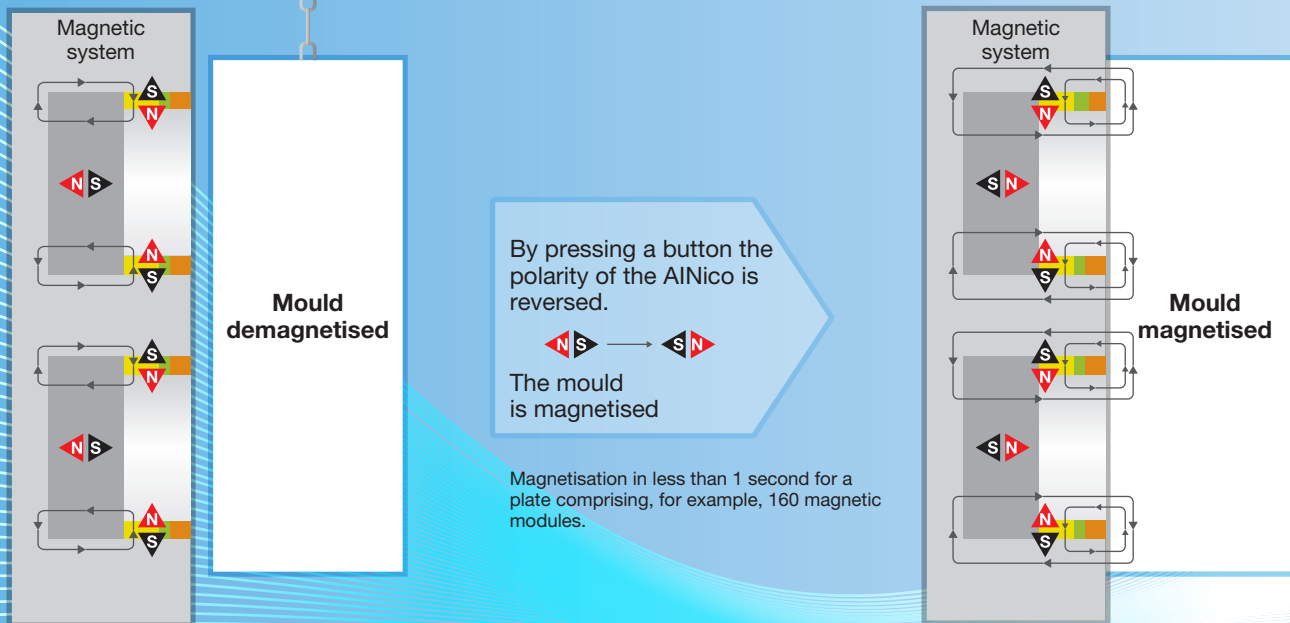 Magnetic
system
S
N
N S
N
S
S
N
N S
N
S
Mould
demagnetised
By pressing a button the
polarity of the AlNico is
reversed.
N S S N
The mould
is magnetised
Magnetisation in less than 1 second for a
plate comprising, for example, 160 magnetic
modules.
Magnetic
system
S
N
S N
N
S
S
N
S N
N
S
Mould
magnetised